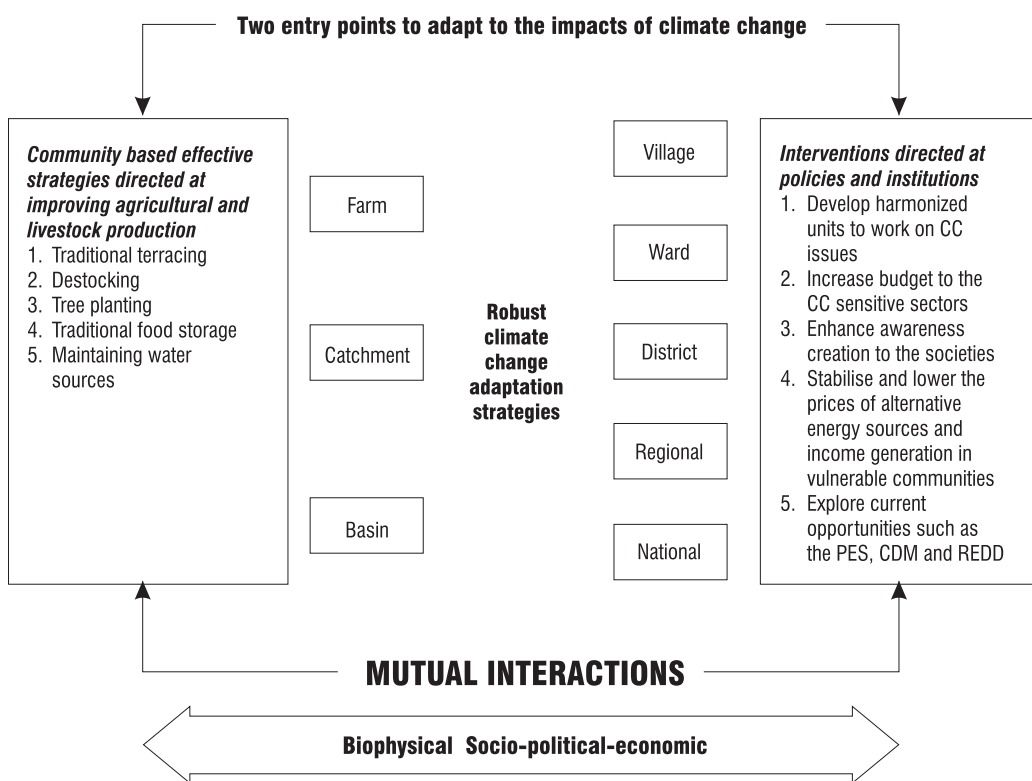 Two entry points to adapt to the impacts of climate change
Community based effective
strategies directed at
improving agricultural and
livestock production
1. Traditional terracing
2. Destocking
3. Tree planting
4. Traditional food storage
5. Maintaining water
sources
Farm
Catchment
Basin
Robust
climate
change
adaptation
strategies
Village
Ward
District
Regional
National
Interventions directed at
policies and institutions
1. Develop harmonized
units to work on CC
issues
2. Increase budget to the
CC sensitive sectors
3. Enhance awareness
creation to the societies
4. Stabilise and lower the
prices of alternative
energy sources and
income generation in
vulnerable communities
5. Explore current
opportunities such as
the PES, CDM and REDD
MUTUAL INTERACTIONS
Biophysical Socio-political-economic